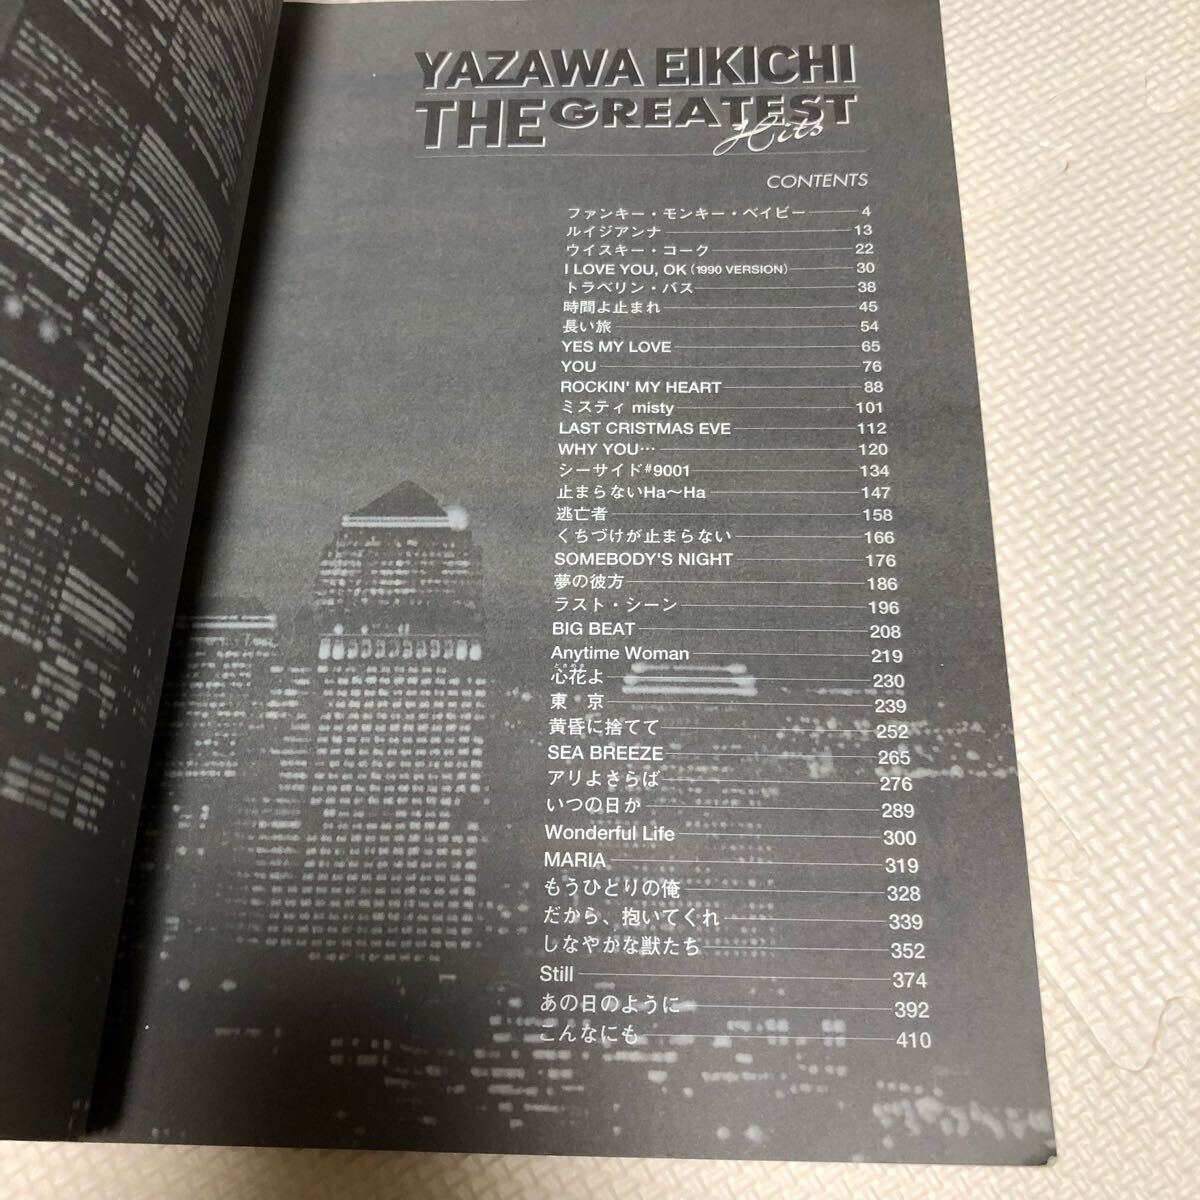 YAZAWA EIKICHI
THE GREATEST
Hits
CONTENTS
ファンキー・モンキー・ベイビー 4
ルイジアンナ 13
ウイスキー・コーク 22
I LOVE YOU, OK (1990 VERSION) 30
トラベリン・バス 38
時間よ止まれ 45
長い旅 54
YES MY LOVE 65
YOU 76
ROCKIN' MY HEART 88
ミスティ misty 101
LAST CRISTMAS EVE 112
WHY YOU… 120
シーサイド#9001 134
止まらないHa〜Ha 147
逃亡者 158
くちづけが止まらない 166
SOMEBODY'S NIGHT 176
夢の彼方 186
ラスト・シーン 196
BIG BEAT 208
Anytime Woman 219
ときめき
心花よ 230
東 京 239
黄昏に捨てて 252
SEA BREEZE 265
アリよさらば 276
いつの日か 289
Wonderful Life 300
MARIA 319
もうひとりの俺 328
だから、抱いてくれ 339
しなやかな獣たち 352
Still 374
あの日のように 392
こんなにも 410